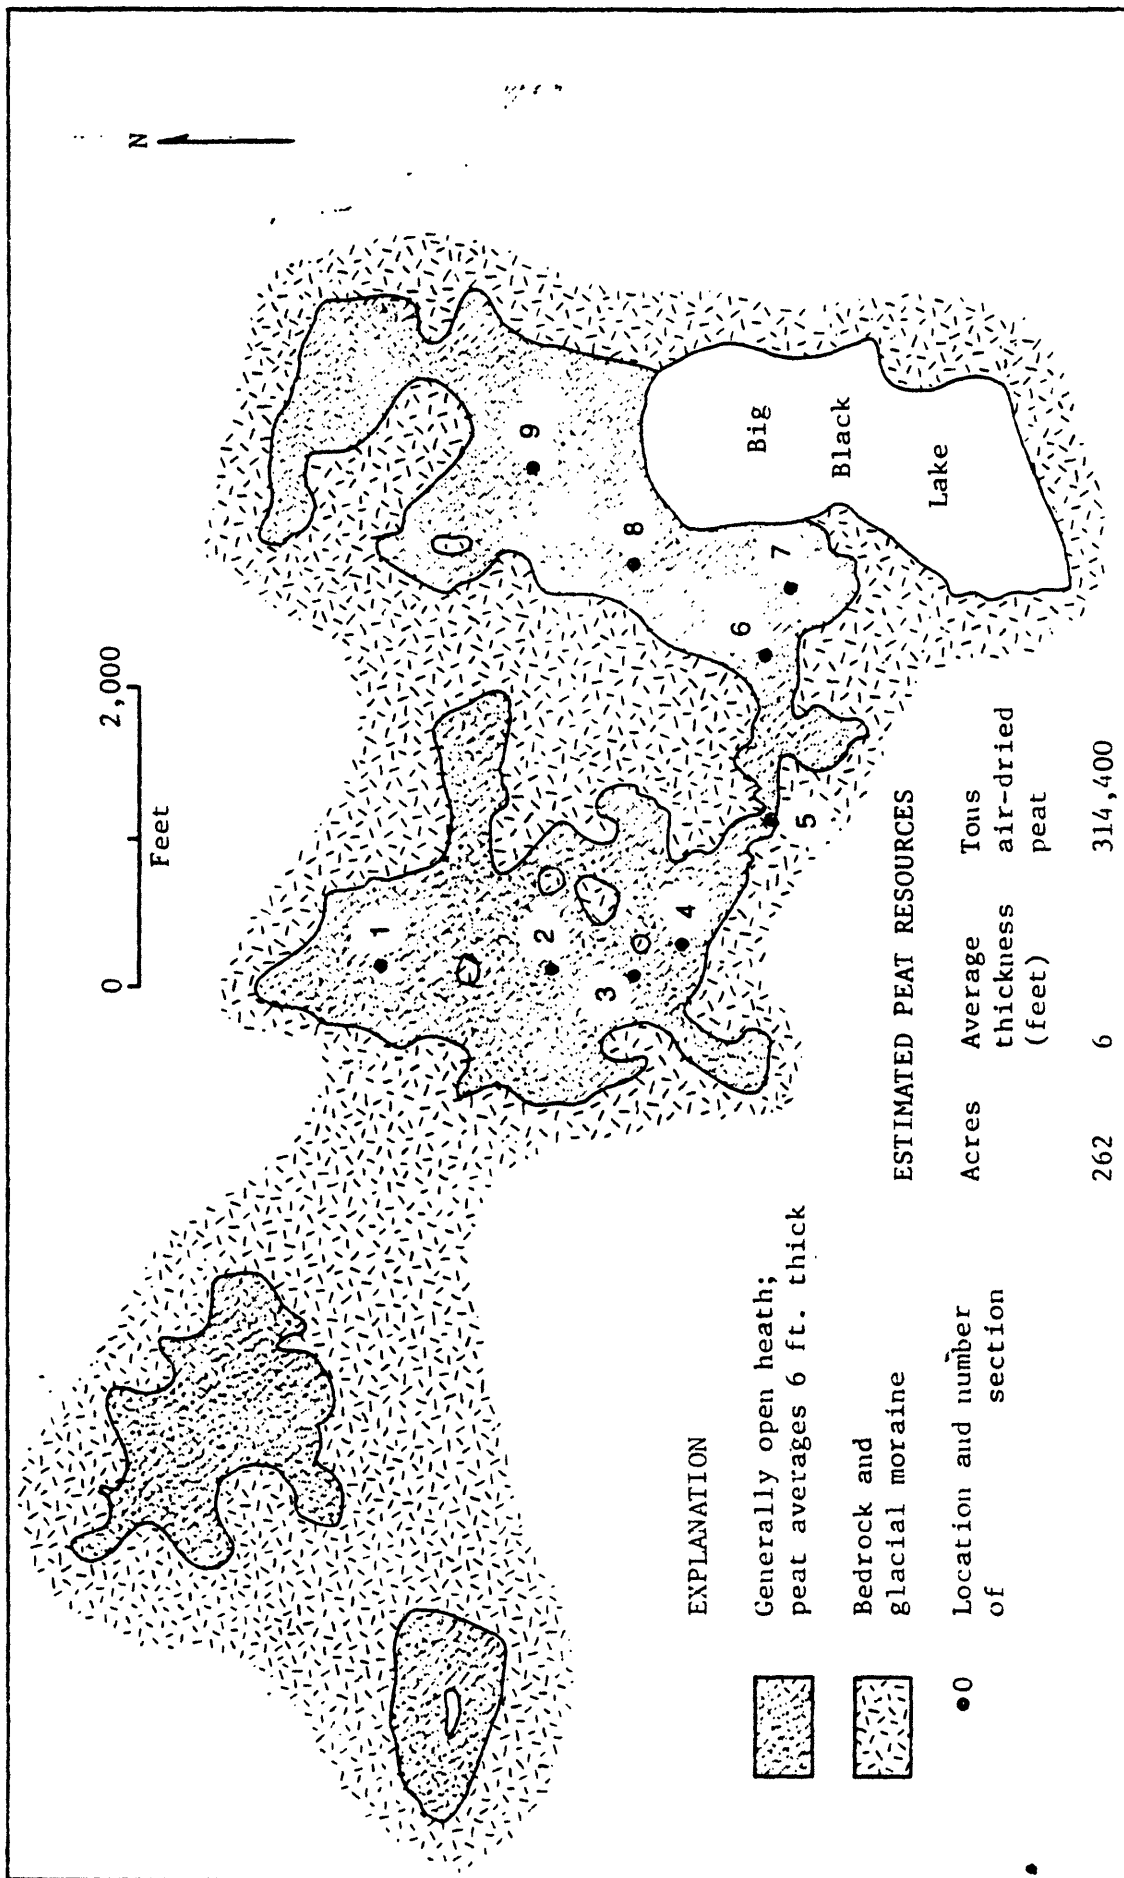 N
0
2,000
Feet
1
2
3
4
5
6
7
8
9
Big
Black
Lake
EXPLANATION
Generally open heath;
peat averages 6 ft. thick
Bedrock and
glacial moraine
0 Location and number
of section
ESTIMATED PEAT RESOURCES
Acres Average Tons
thickness air-dried
(feet) peat
262 6 314,400